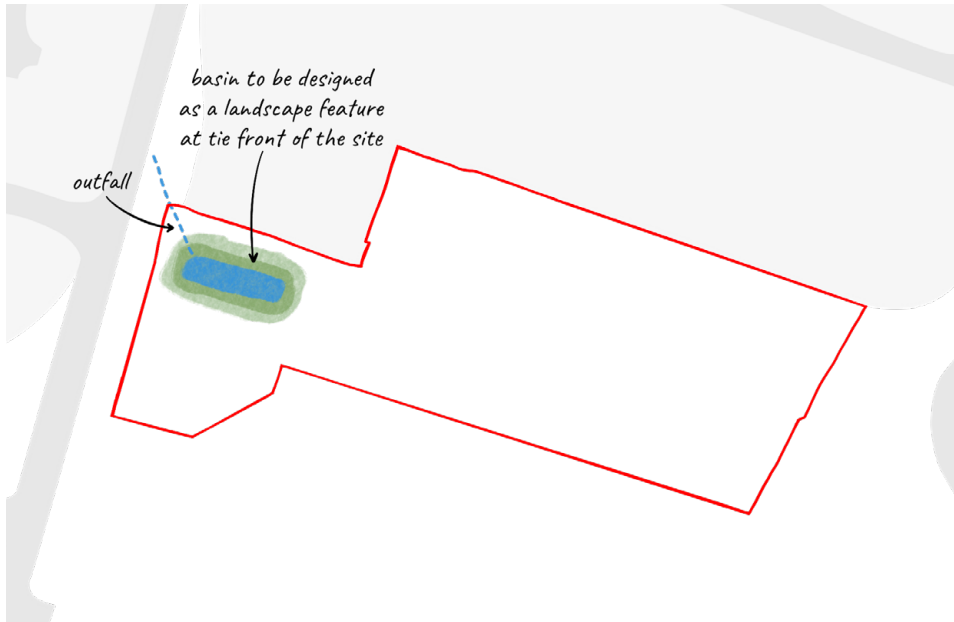 basin to be designed
as a landscape feature
at tie front of the site
outfall